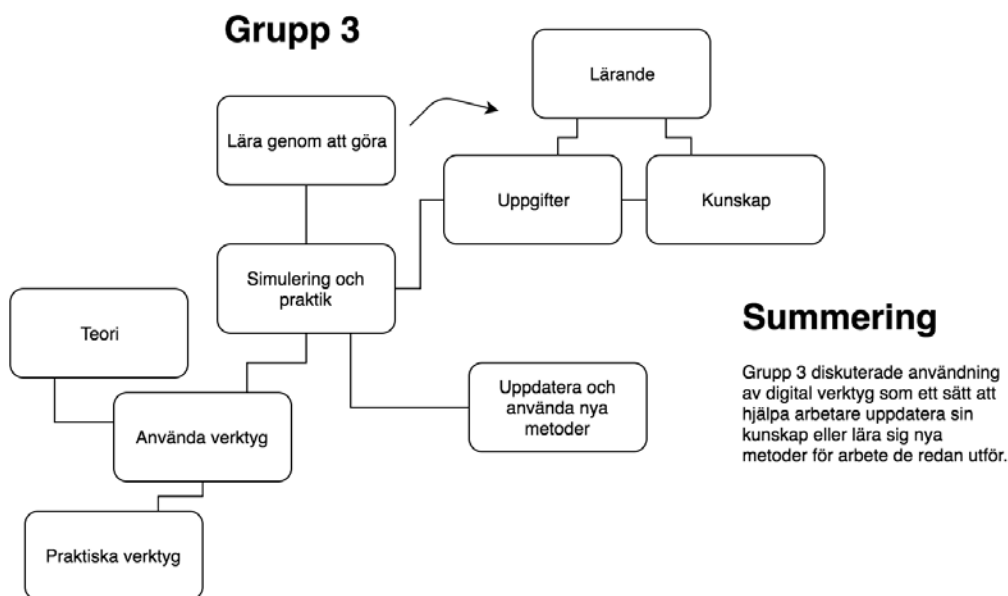 Grupp 3
Lärande
Lära genom att göra
Uppgifter
Kunskap
Simulering och
praktik
Teori
Använda verktyg
Uppdatera och
använda nya
metoder
Praktiska verktyg
Summering
Grupp 3 diskuterade användning
av digital verktyg som ett sätt att
hjälpa arbetare uppdatera sin
kunskap eller lära sig nya
metoder för arbete de redan utför.